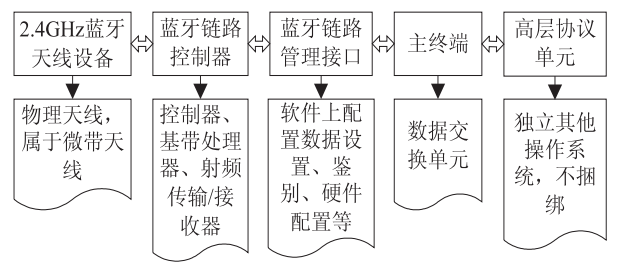 2.4GHz蓝牙
天线设备
蓝牙链路
控制器
蓝牙链路
管理接口
主终端
高层协议
单元
物理天线,
属于微带天
线
控制器、
基带处理
器、射频
传输/接
收器
软件上配
置数据设
置、鉴
别、硬件
配置等
数据交
换单元
独立其他
操作系
统，不捆
绑